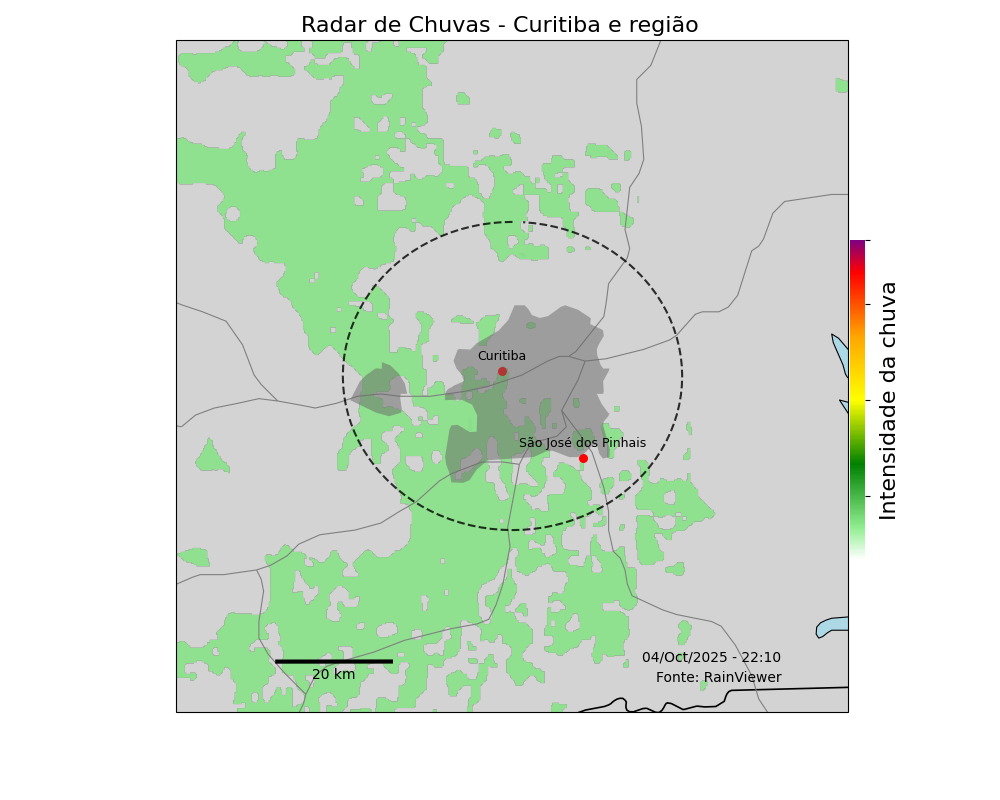 Radar de Chuvas - Curitiba e região
Curitiba
São José dos Pinhais
Intensidade da chuva
04/Oct/2025 - 22:10
20 km
Fonte: RainViewer